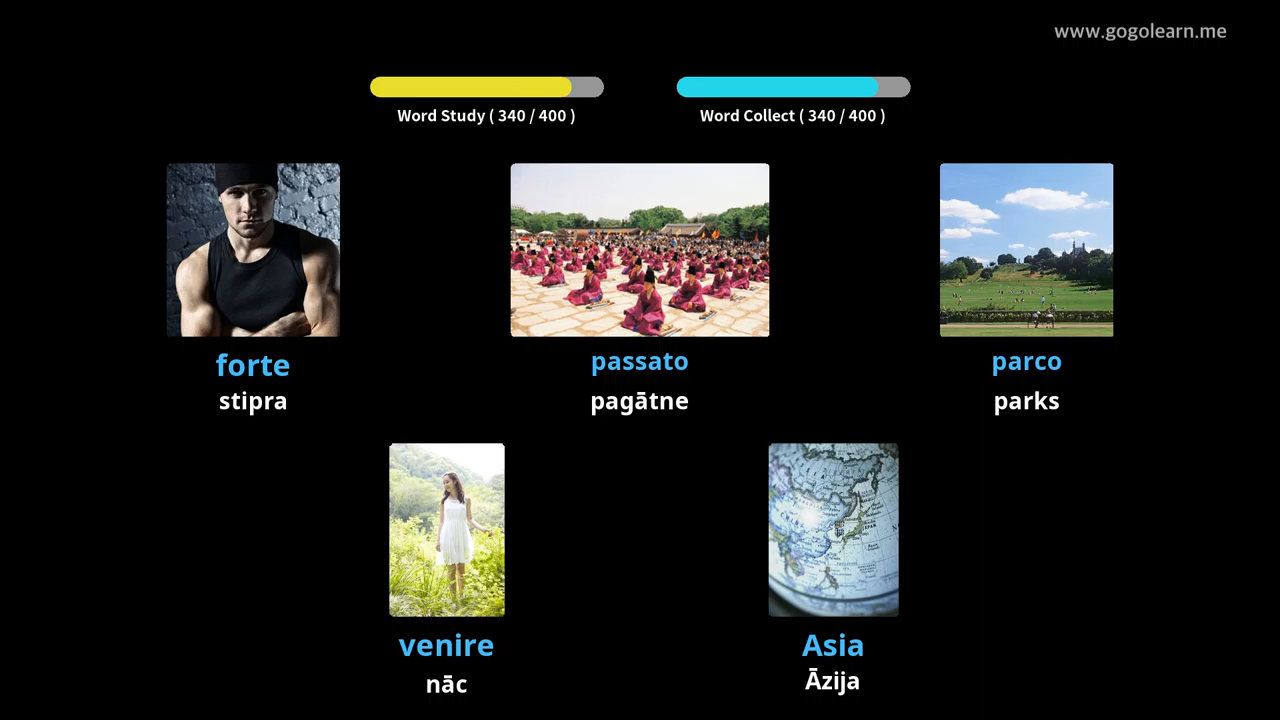 www.gogolearn.me
Word Study ( 340 / 400 )
Word Collect ( 340 / 400 )
forte
stipra
passato
pagātne
parco
parks
venire
nāc
Asia
Āzija